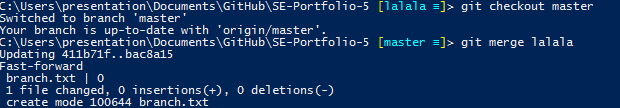 C:\Users\presentation\Documents\GitHub\SE-Portfolio-5 [lalala ≡]> git checkout master
Switched to branch 'master'
Your branch is up-to-date with 'origin/master'.
C:\Users\presentation\Documents\GitHub\SE-Portfolio-5 [master ≡]> git merge lalala
Updating 411b71f..bac8a15
Fast-forward
 branch.txt | 0
 1 file changed, 0 insertions(+), 0 deletions(-)
 create mode 100644 branch.txt